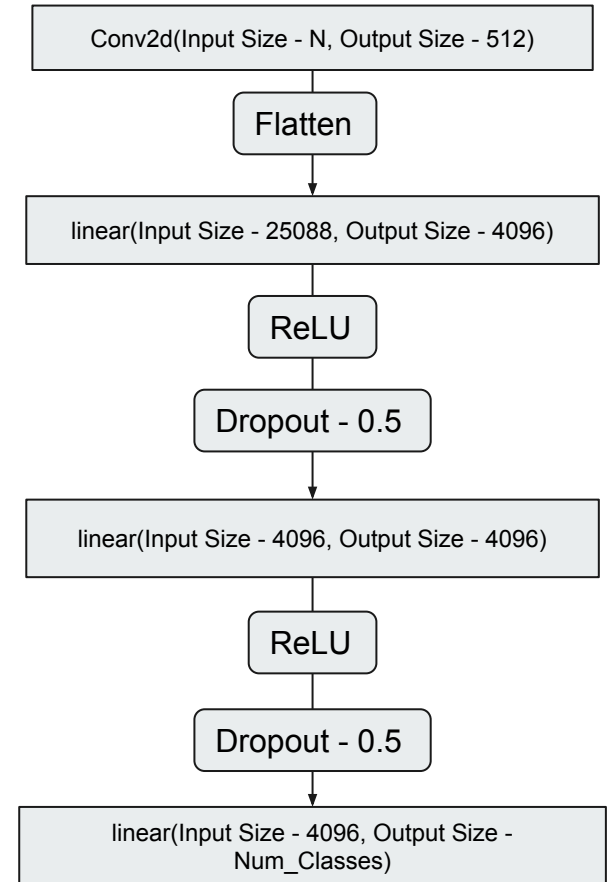 Conv2d(Input Size - N, Output Size - 512)
Flatten
linear(Input Size - 25088, Output Size - 4096)
ReLU
Dropout - 0.5
linear(Input Size - 4096, Output Size - 4096)
ReLU
Dropout - 0.5
linear(Input Size - 4096, Output Size -
Num_Classes)